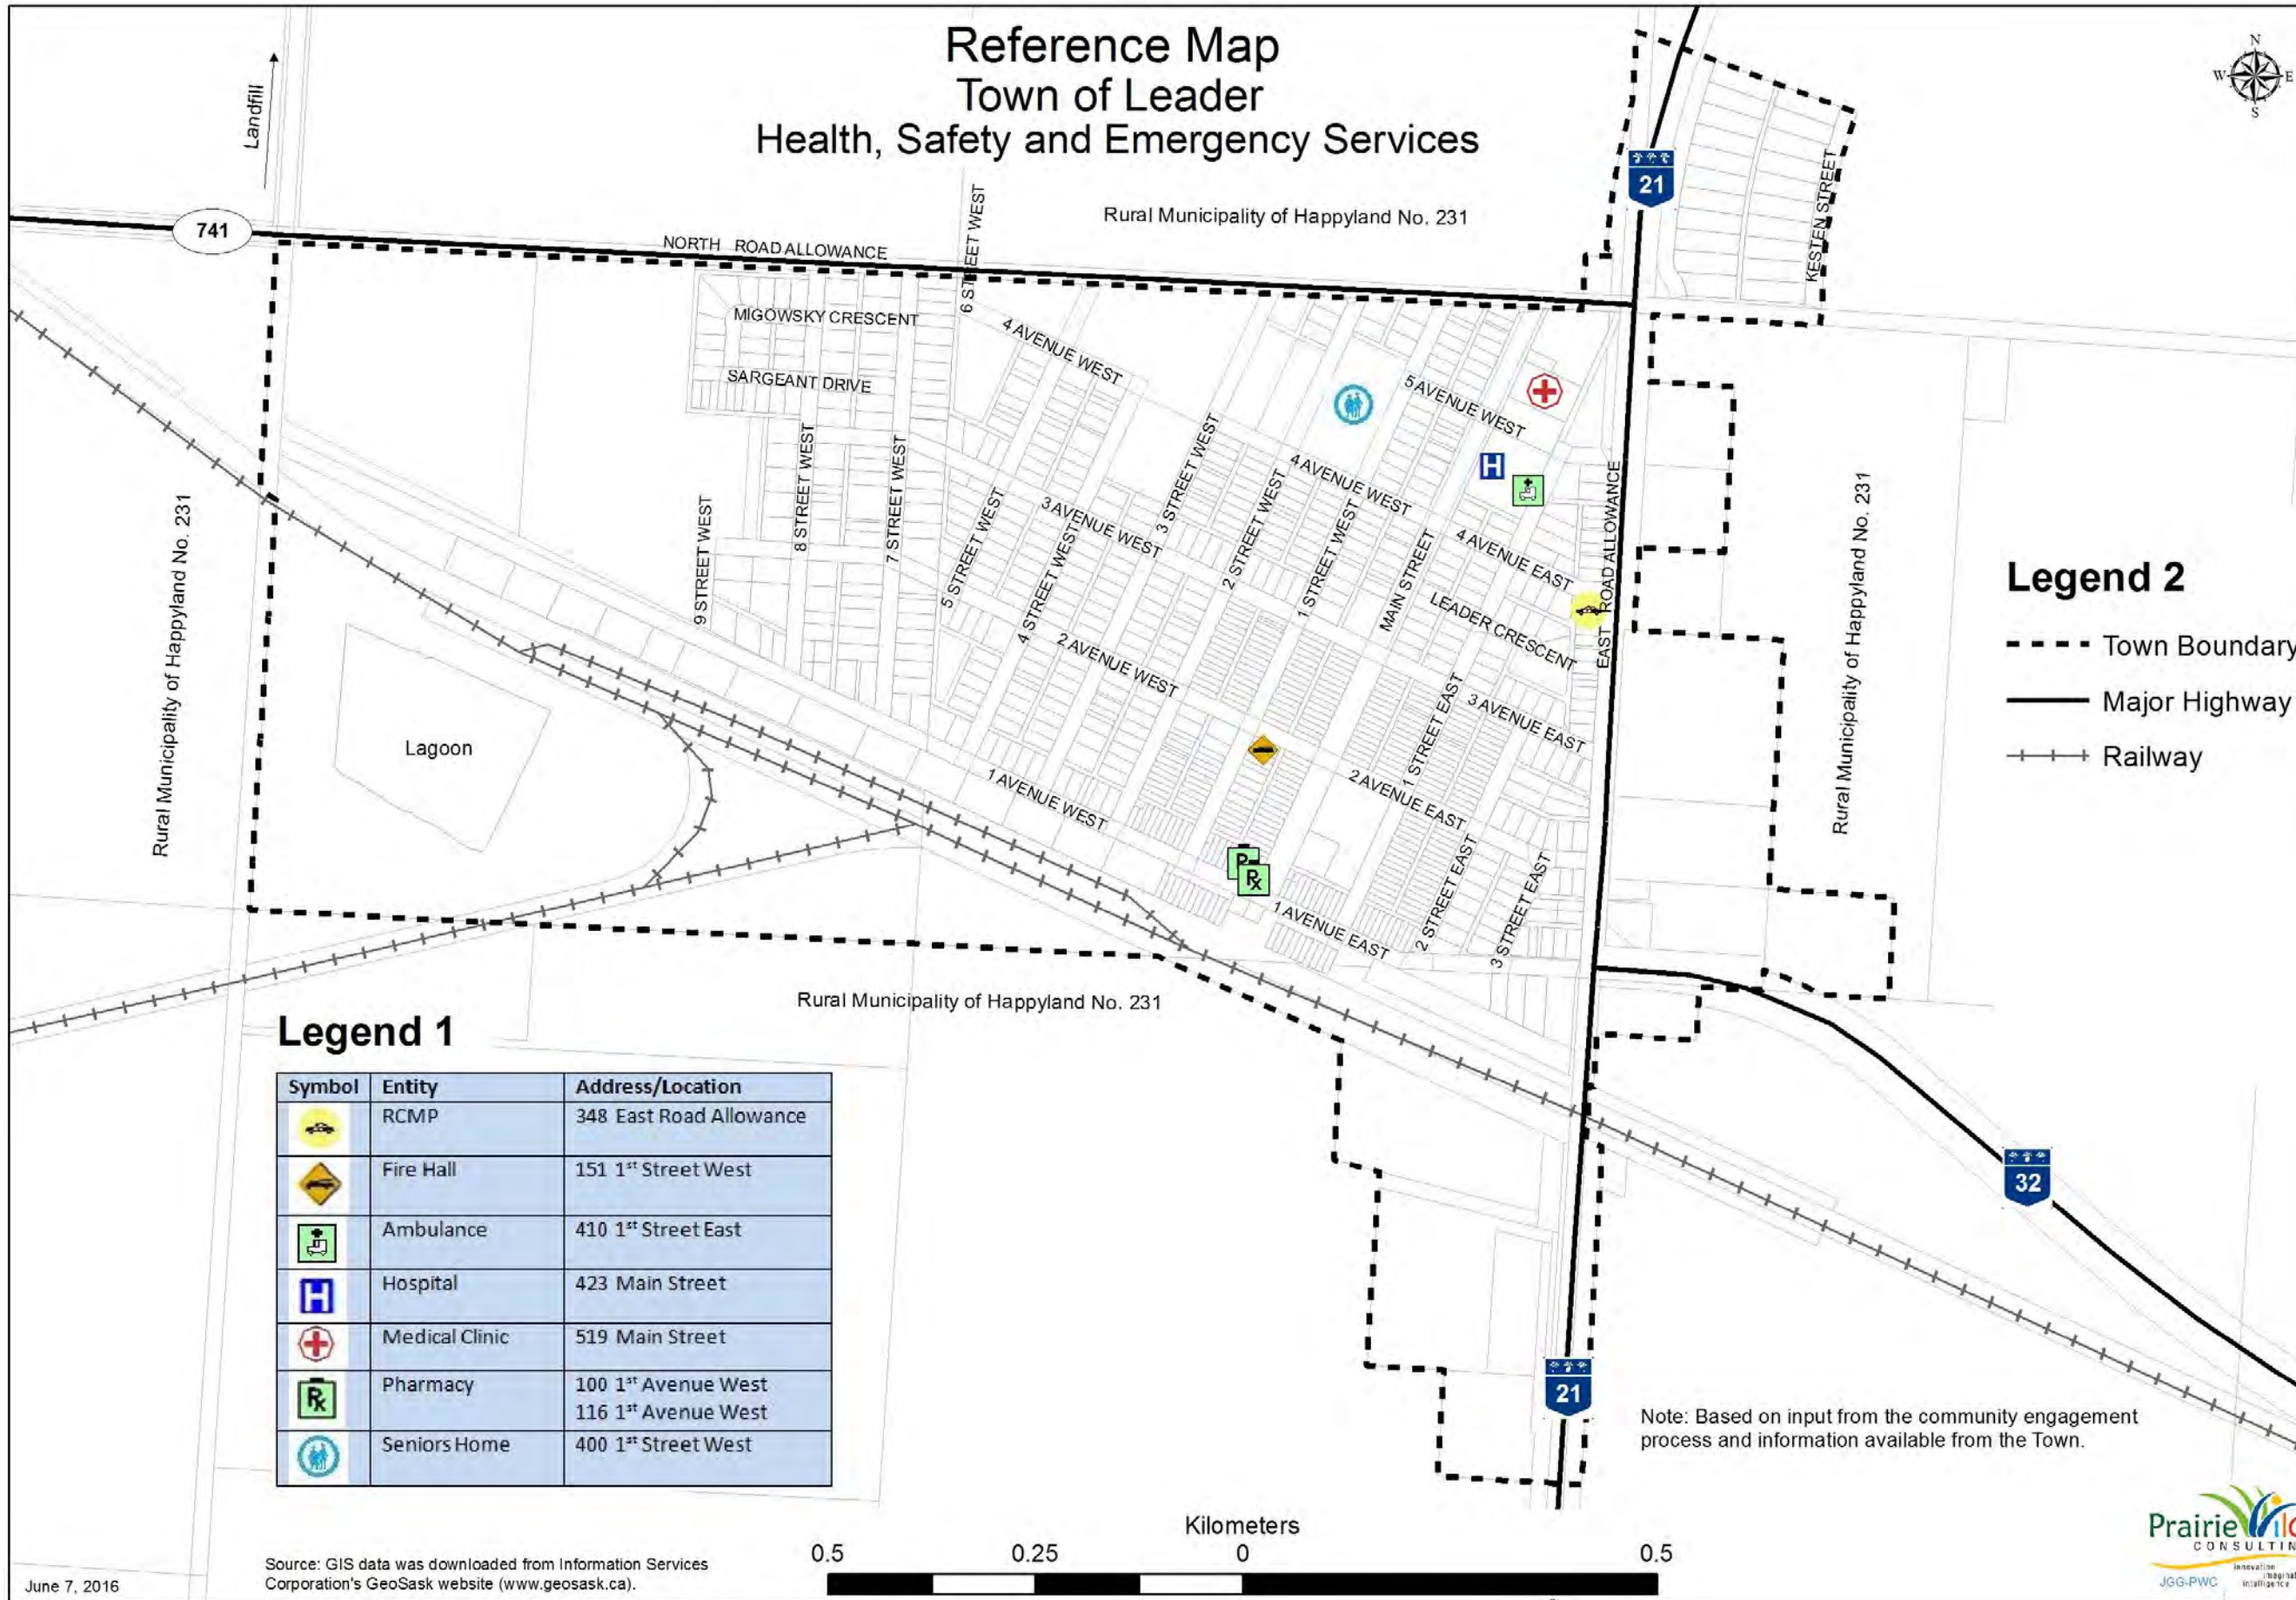 Reference Map
Town of Leader
Health, Safety and Emergency Services
N
W
E
S
Landfill
741
21
Rural Municipality of Happyland No. 231
NORTH ROAD ALLOWANCE
6 STREET WEST
KESTEN STREET
MIGOWSKY CRESCENT
4 AVENUE WEST
SARGEANT DRIVE
5 AVENUE WEST
H
8 STREET WEST
7 STREET WEST
9 STREET WEST
5 STREET WEST
4 STREET WEST
3 AVENUE WEST
3 STREET WEST
2 STREET WEST
4 AVENUE WEST
1 STREET WEST
MAIN STREET
4 AVENUE EAST
LEADER CRESCENT
EAST ROAD ALLOWANCE
Rural Municipality of Happyland No. 231
Rural Municipality of Happyland No. 231
2 AVENUE WEST
1 STREET EAST
3 AVENUE EAST
Lagoon
1 AVENUE WEST
2 AVENUE EAST
Rx
1 AVENUE EAST
2 STREET EAST
3 STREET EAST
Rural Municipality of Happyland No. 231
Legend 2
Town Boundary
Major Highway
Railway
32
21
Legend 1
Symbol Entity Address/Location
RCMP 348 East Road Allowance
Fire Hall 151 1st Street West
Ambulance 410 1st Street East
H Hospital 423 Main Street
Medical Clinic 519 Main Street
Rx Pharmacy 100 1st Avenue West
116 1st Avenue West
Seniors Home 400 1st Street West
Note: Based on input from the community engagement
process and information available from the Town.
Kilometers
0.5 0.25 0 0.5
Source: GIS data was downloaded from Information Services
Corporation's GeoSask website (www.geosask.ca).
June 7, 2016
Prairie
JGG-PWC
innovation